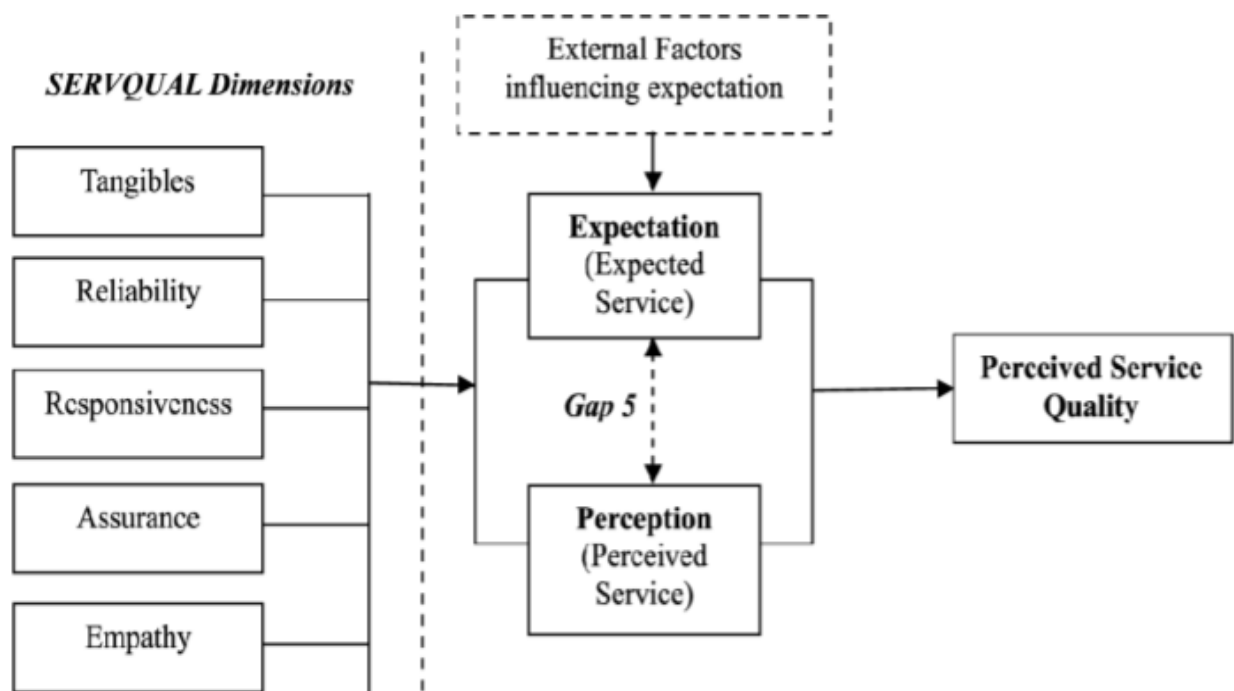 SERVQUAL Dimensions
Tangibles
Reliability
Responsiveness
Assurance
Empathy
External Factors
influencing expectation
Expectation
(Expected
Service)
Gap 5
Perception
(Perceived
Service)
Perceived Service
Quality